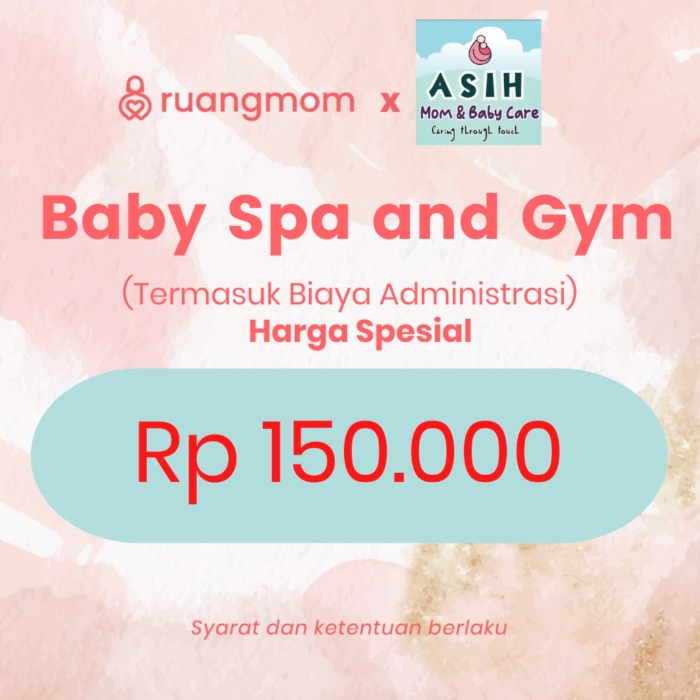 ruangmom x
ASIH
Mom & Baby Care
Caring through touch
Baby Spa and Gym
(Termasuk Biaya Administrasi)
Harga Spesial
Rp 150.000
Syarat dan ketentuan berlaku